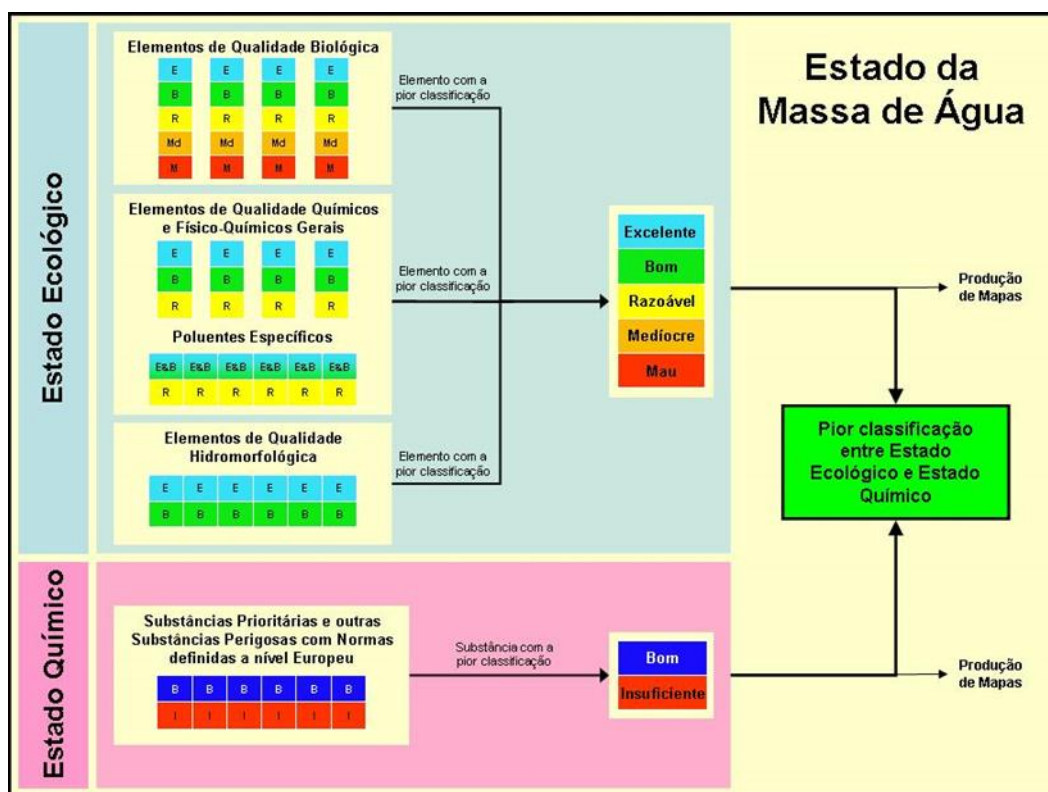 Estado da
Massa de Água
Estado Ecológico
Elementos de Qualidade Biológica
E E E E
B B B B
R R R R
Md Md Md Md
M M M M
Elemento com a
pior classificação
Elementos de Qualidade Químicos
e Físico-Químicos Gerais
E E E E
B B B B
R R R R
Poluentes Específicos
E&B E&B E&B E&B E&B E&B
R R R R R R
Elemento com a
pior classificação
Elementos de Qualidade
Hidromorfológica
E E E E E E
B B B B B B
Elemento com a
pior classificação
Excelente
Bom
Razoável
Medíocre
Mau
Produção
de Mapas
Pior classificação
entre Estado
Ecológico e Estado
Químico
Estado Químico
Substâncias Prioritárias e outras
Substâncias Perigosas com Normas
definidas a nível Europeu
B B B B B B
I I I I I I
Substância com a
pior classificação
Bom
Insuficiente
Produção
de Mapas